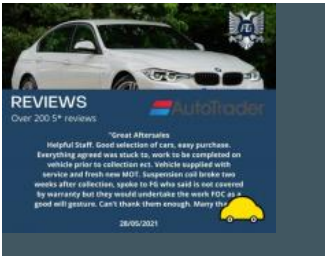 FG
REVIEWS
AutoTrader
Over 200 5* reviews
"Great Aftersales
Helpful Staff. Good selection of cars, easy purchase.
Everything agreed was stuck to, work to be completed on
vehicle prior to collection ect. Vehicle supplied with
service and fresh new MOT. Suspension coil broke two
weeks after collection, spoke to FG who said is not covered
by warranty but they would undertake the work FOC as a
good will gesture. Can't thank them enough. Many
28/05/2021